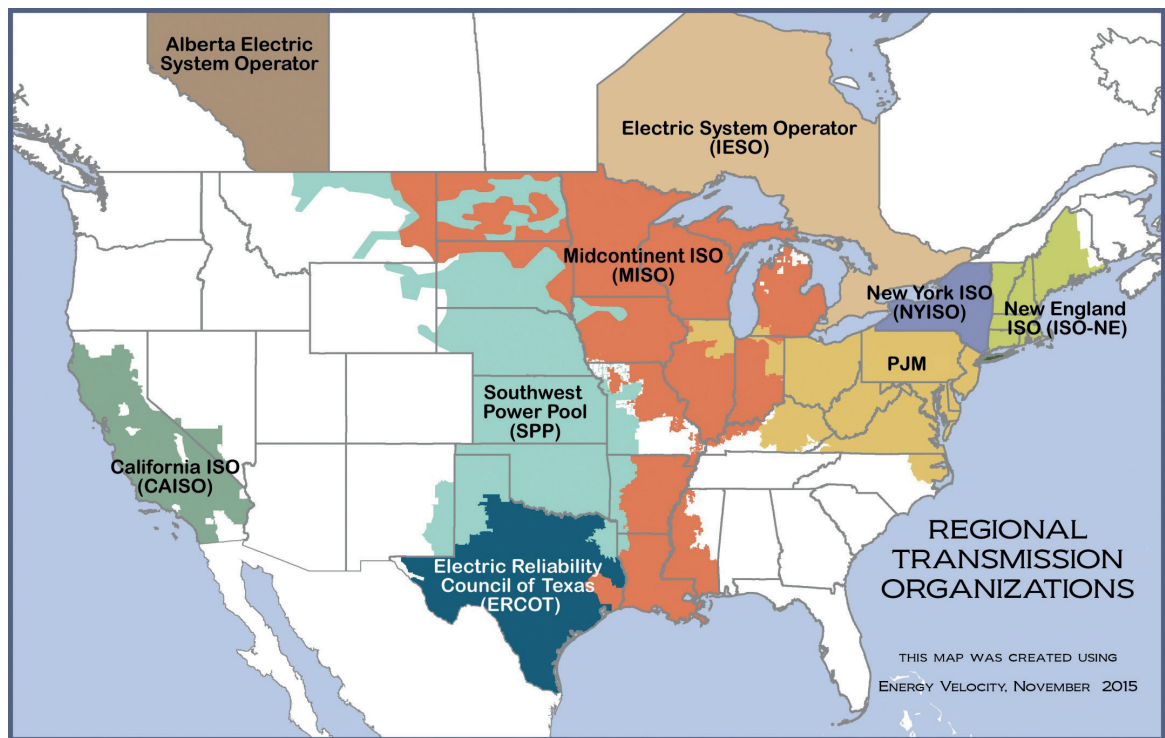 Alberta Electric
System Operator
Electric System Operator
(IESO)
Midcontinent ISO
(MISO)
New York ISO
(NYISO)
New England
ISO (ISO-NE)
PJM
Southwest
Power Pool
(SPP)
California ISO
(CAISO)
Electric Reliability
Council of Texas
(ERCOT)
REGIONAL
TRANSMISSION
ORGANIZATIONS
THIS MAP WAS CREATED USING
ENERGY VELOCITY, NOVEMBER 2015